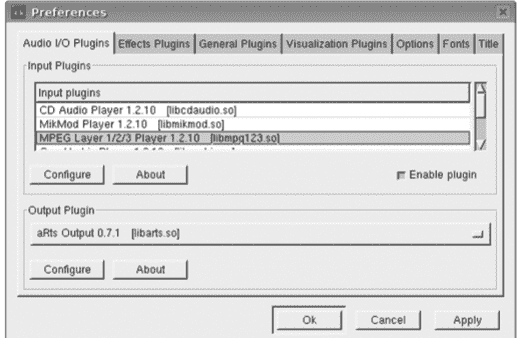 Preferences
Audio I/O Plugins Effects Plugins General Plugins Visualization Plugins Options Fonts Title
Input Plugins
Input plugins
CD Audio Player 1.2.10 [libcdaudio.so]
MikMod Player 1.2.10 [libmikmod.so]
MPEG Layer 1/2/3 Player 1.2.10 [libmpg123.so]
Configure About Enable plugin
Output Plugin
aRts Output 0.7.1 [libarts.so]
Configure About
Ok Cancel Apply